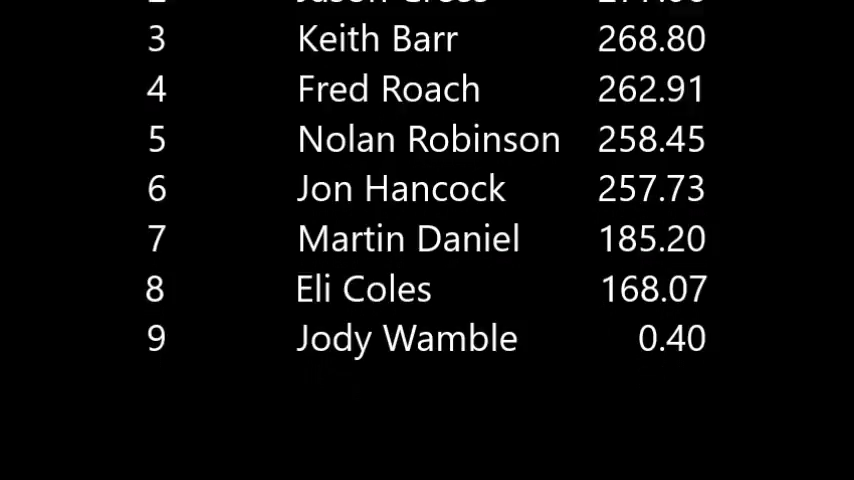 3 Keith Barr 268.80
4 Fred Roach 262.91
5 Nolan Robinson 258.45
6 Jon Hancock 257.73
7 Martin Daniel 185.20
8 Eli Coles 168.07
9 Jody Wamble 0.40